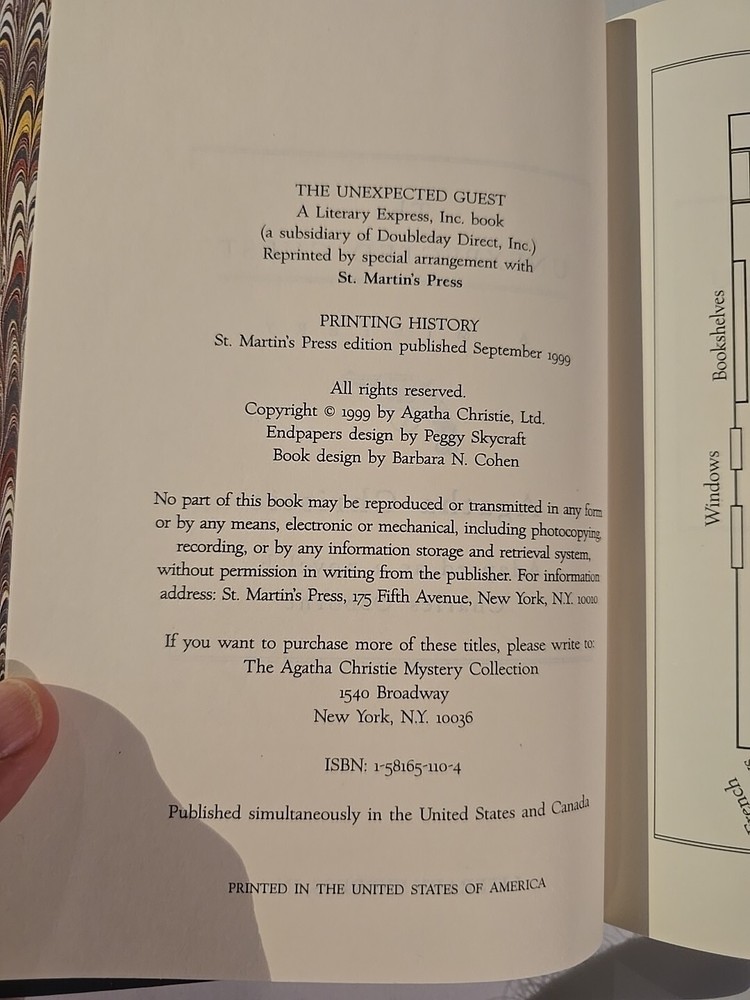 THE UNEXPECTED GUEST
A Literary Express, Inc. book
(a subsidiary of Doubleday Direct, Inc.)
Reprinted by special arrangement with
St. Martin's Press
PRINTING HISTORY
St. Martin's Press edition published September 1999
All rights reserved.
Copyright © 1999 by Agatha Christie, Ltd.
Endpapers design by Peggy Skycraft
Book design by Barbara N. Cohen
No part of this book may be reproduced or transmitted in any form
or by any means, electronic or mechanical, including photocopying,
recording, or by any information storage and retrieval system,
without permission in writing from the publisher. For information
address: St. Martin's Press, 175 Fifth Avenue, New York, N.Y. 10010
If you want to purchase more of these titles, please write to:
The Agatha Christie Mystery Collection
1540 Broadway
New York, N.Y. 10036
ISBN: 1-58165-110-4
Published simultaneously in the United States and Canada
PRINTED IN THE UNITED STATES OF AMERICA
Bookshelves
Windows
French